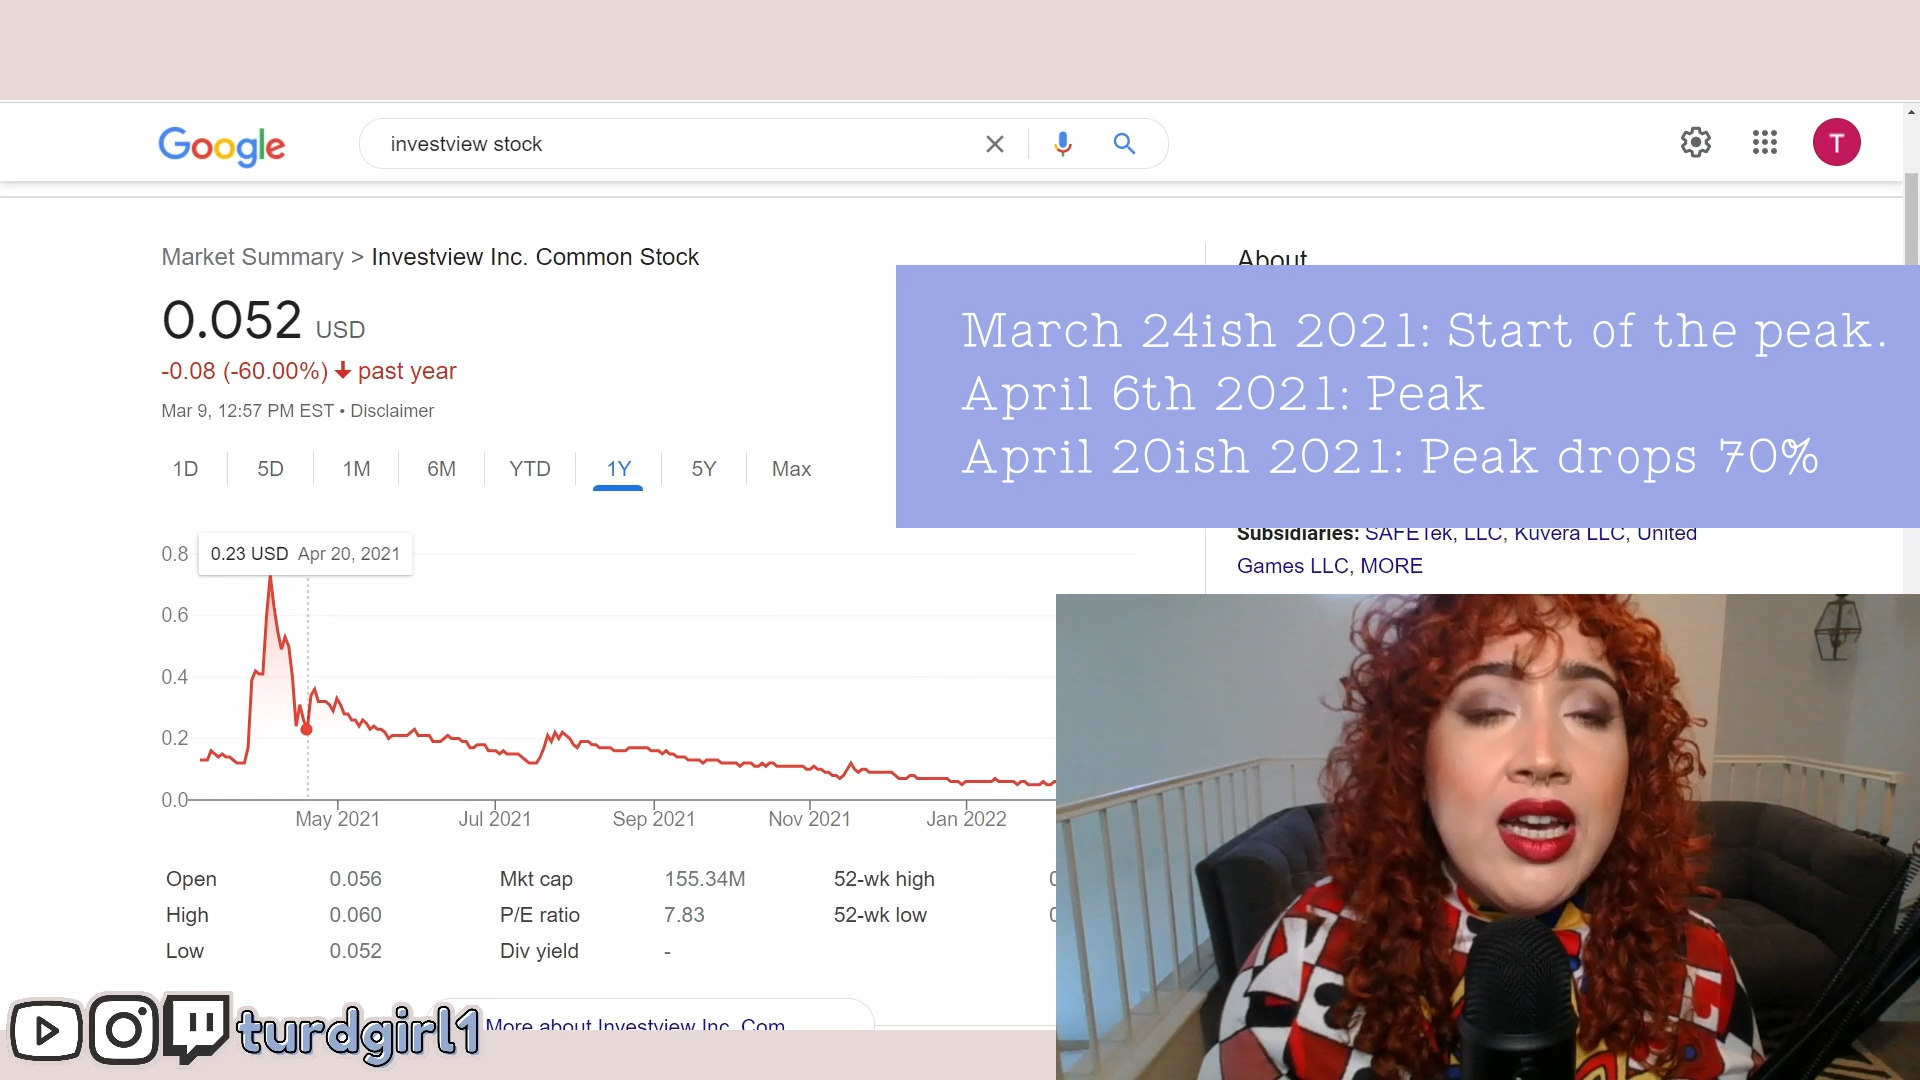 Google
investview stock
T
Market Summary > Investview Inc. Common Stock
0.052 USD
-0.08 (-60.00%) past year
Mar 9, 12:57 PM EST • Disclaimer
1D 5D 1M 6M YTD 1Y 5Y Max
About
March 24ish 2021: Start of the peak.
April 6th 2021: Peak
April 20ish 2021: Peak drops 70%
Subsidiaries: SAFETek, LLC, Kuvera LLC, United
Games LLC, MORE
0.23 USD Apr 20, 2021
0.8
0.6
0.4
0.2
0.0
May 2021 Jul 2021 Sep 2021 Nov 2021 Jan 2022
Open 0.056 Mkt cap 155.34M 52-wk high
High 0.060 P/E ratio 7.83 52-wk low
Low 0.052 Div yield -
More about Investview Inc. Com
turdgirl1